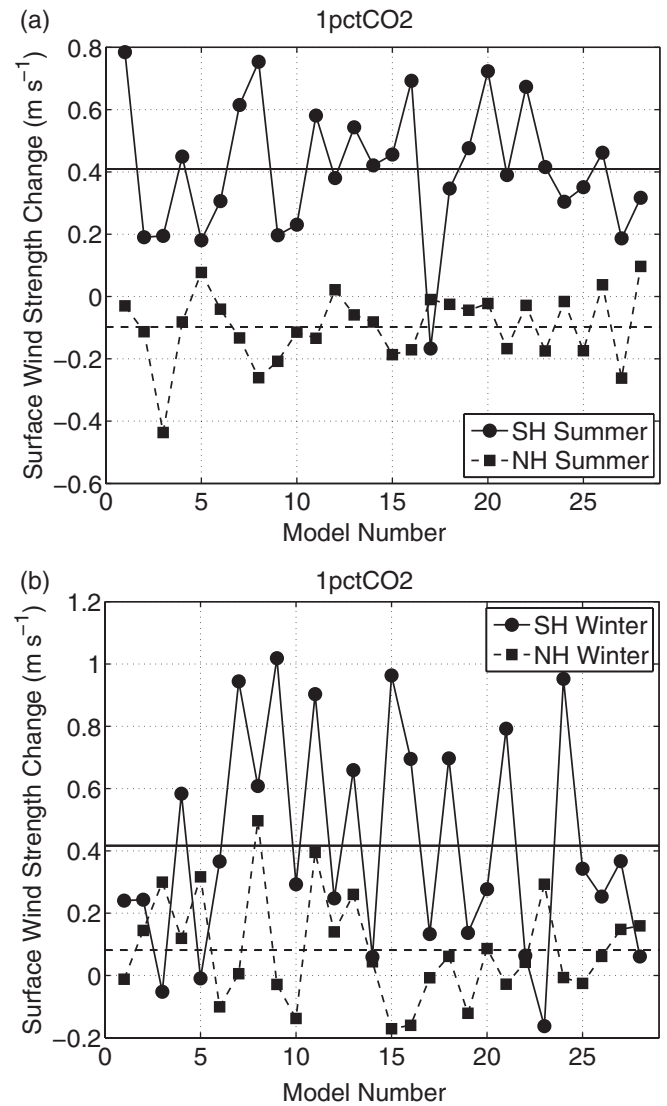 (a)
1pctCO2
Surface Wind Strength Change (m s⁻¹)
0.8
0.6
0.4
0.2
0
−0.2
−0.4
−0.6
SH Summer
NH Summer
0 5 10 15 20 25
Model Number
(b)
1pctCO2
Surface Wind Strength Change (m s⁻¹)
1.2
1
0.8
0.6
0.4
0.2
0
−0.2
SH Winter
NH Winter
0 5 10 15 20 25
Model Number